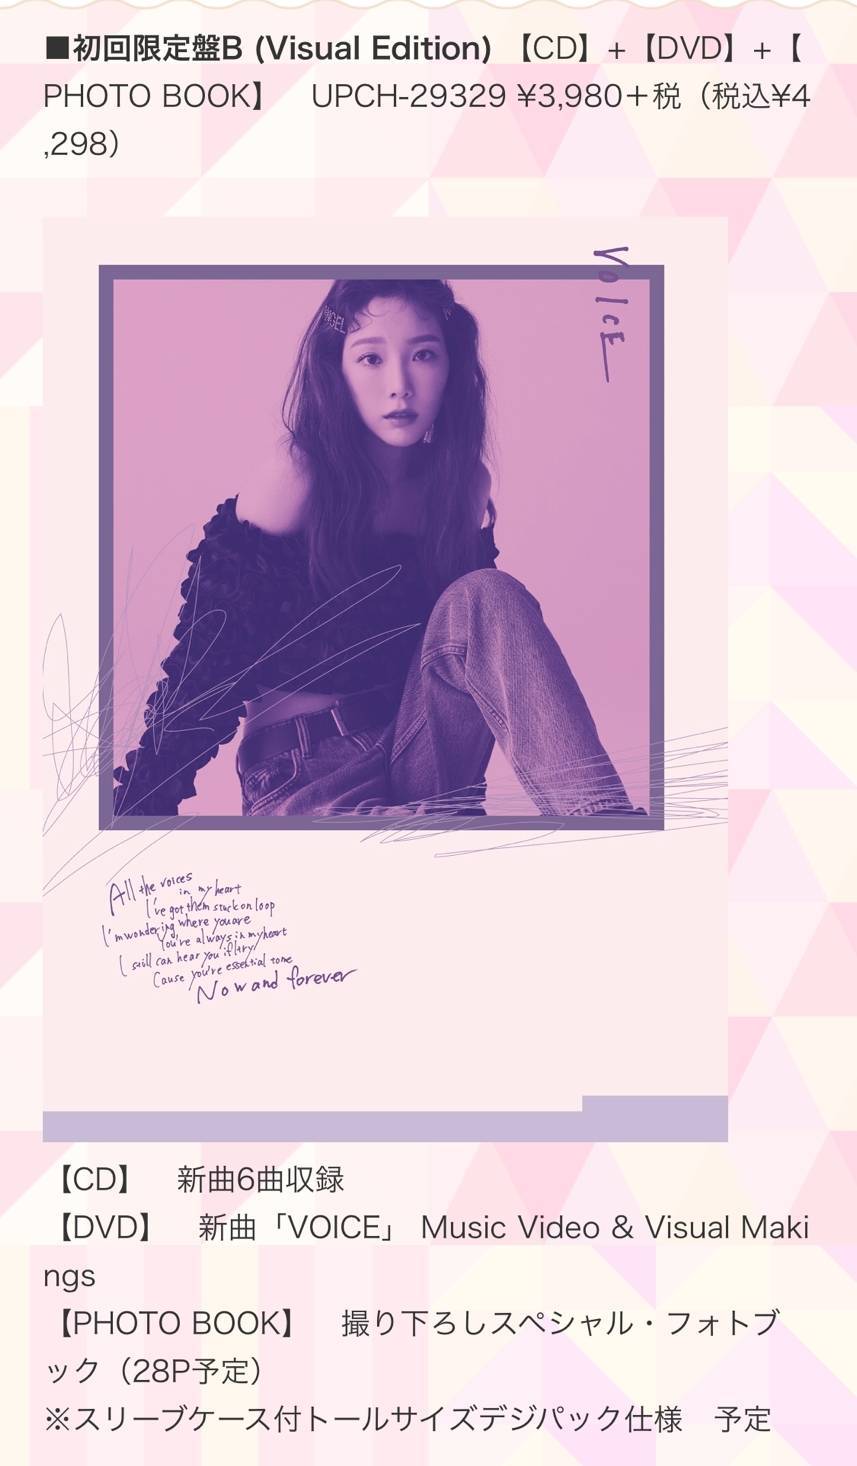 ■初回限定盤B (Visual Edition) 【CD】+【DVD】+【
PHOTO BOOK】　UPCH-29329 ¥3,980＋税（税込¥4
,298）
VoIcE
NGEL
All the voices
in my heart
I've got them stuck on loop
I'm wondering where you are
You're always in my heart
I still can hear you if I try
Cause you're essential tone
Now and forever
【CD】　新曲6曲収録
【DVD】　新曲「VOICE」 Music Video & Visual Maki
ngs
【PHOTO BOOK】　撮り下ろしスペシャル・フォトブ
ック（28P予定）
※スリーブケース付トールサイズデジパック仕様　予定